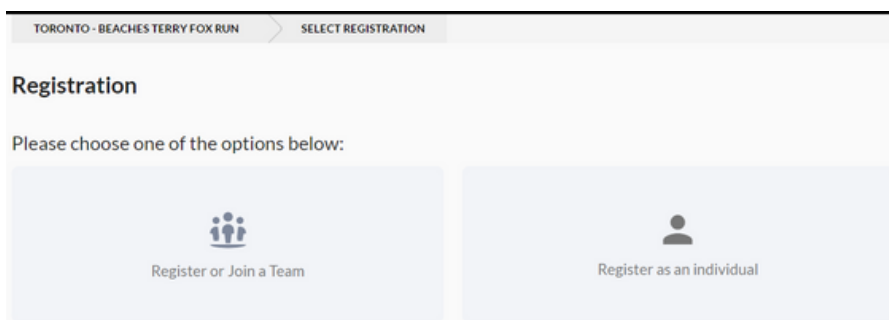 TORONTO - BEACHES TERRY FOX RUN SELECT REGISTRATION
Registration
Please choose one of the options below:
Register or Join a Team
Register as an individual